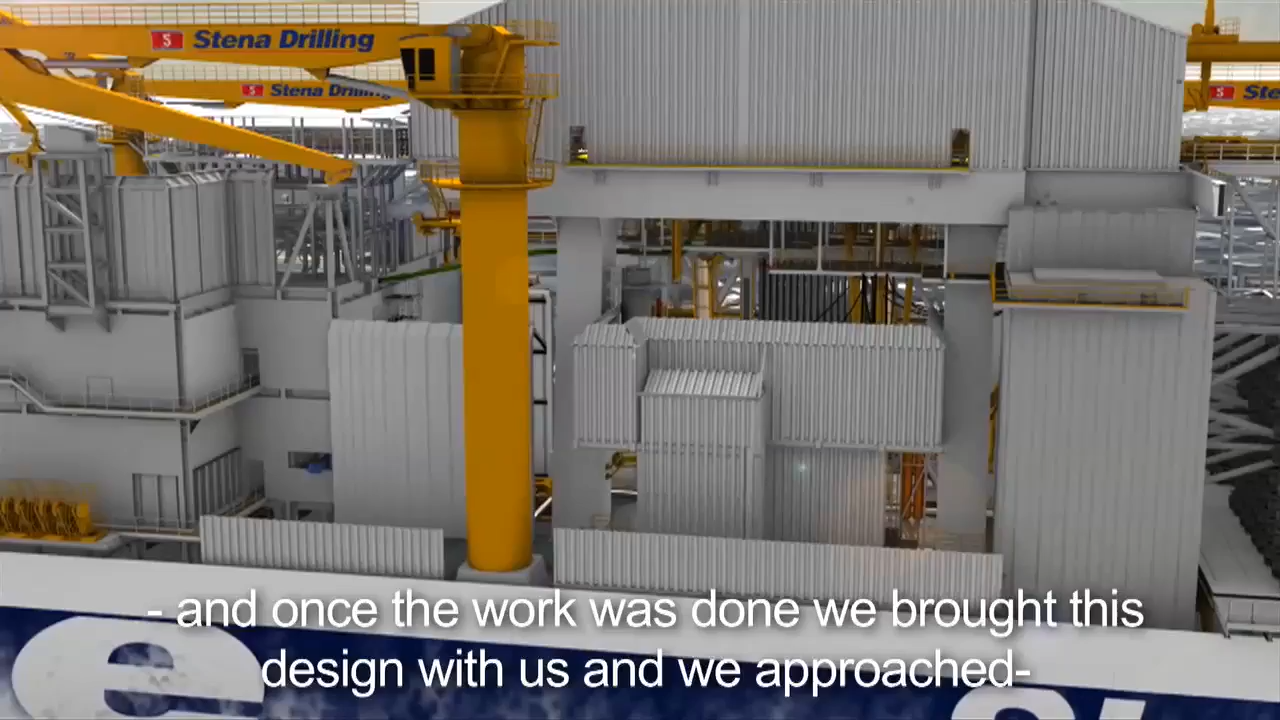 S Stena Drilling
S Stena Drilling
S Ste
- and once the work was done we brought this
design with us and we approached-
e